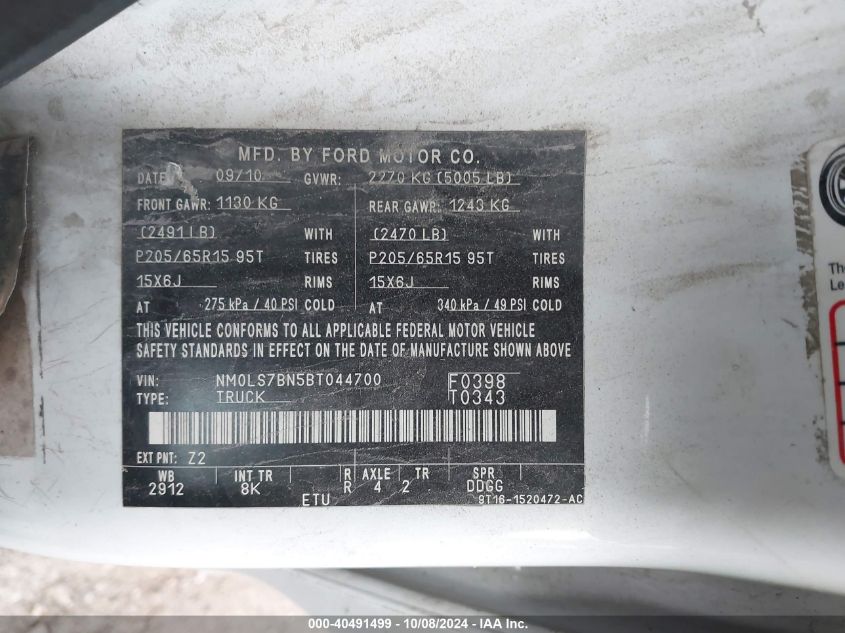 MFD. BY FORD MOTOR CO.
DATE: 09/10 GVWR: 2270 KG (5005 LB)
FRONT GAWR: 1130 KG REAR GAWR: 1243 KG
(2491 LB) WITH (2470 LB) WITH
P205/65R15 95T TIRES P205/65R15 95T TIRES
15X6J RIMS 15X6J RIMS
AT 275 kPa / 40 PSI COLD AT 340 kPa / 49 PSI COLD
THIS VEHICLE CONFORMS TO ALL APPLICABLE FEDERAL MOTOR VEHICLE
SAFETY STANDARDS IN EFFECT ON THE DATE OF MANUFACTURE SHOWN ABOVE
VIN: NM0LS7BN5BT044700 F0398
TYPE: TRUCK T0343
EXT PNT: Z2
WB INT TR R AXLE TR SPR
2912 8K R 4 2 DDGG
ETU 9T16-1520472-AC
Th
Le
000-40491499 - 10/08/2024 - IAA Inc.